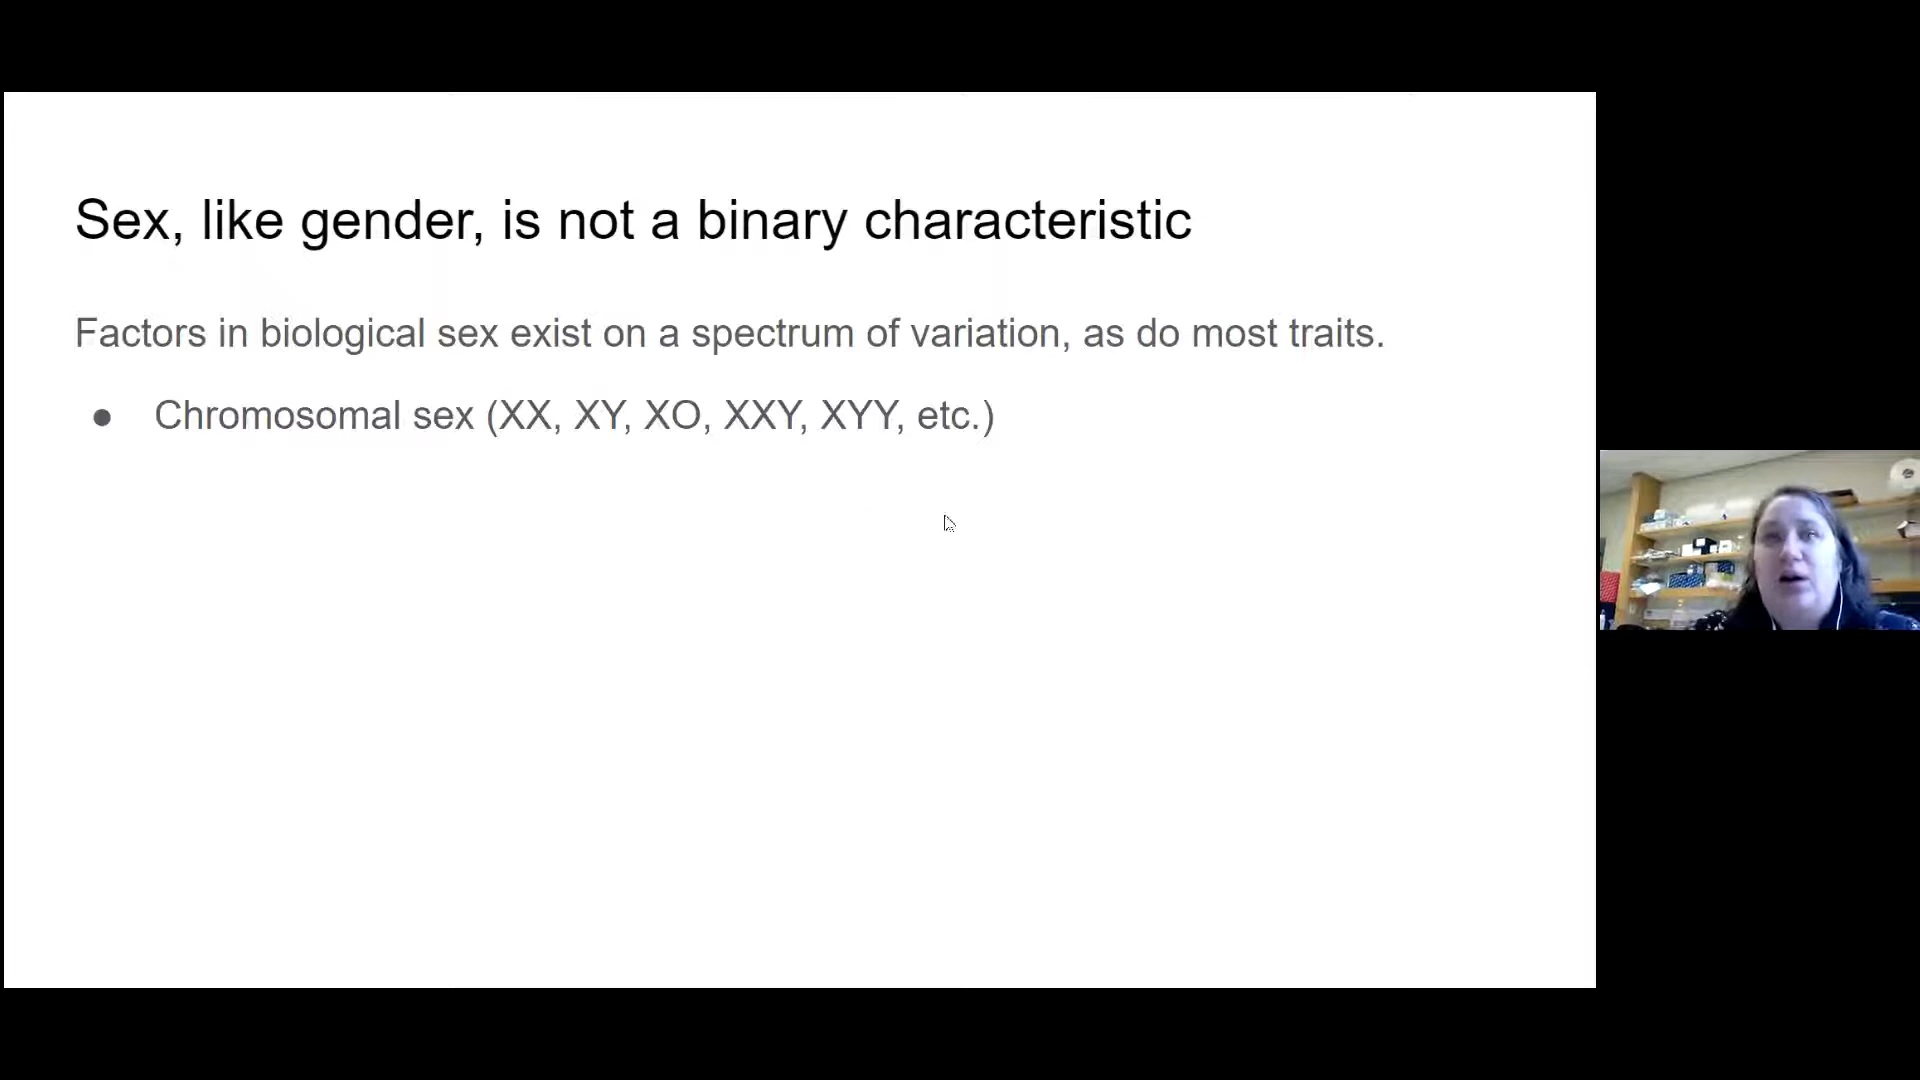 Sex, like gender, is not a binary characteristic
Factors in biological sex exist on a spectrum of variation, as do most traits.
● Chromosomal sex (XX, XY, XO, XXY, XYY, etc.)